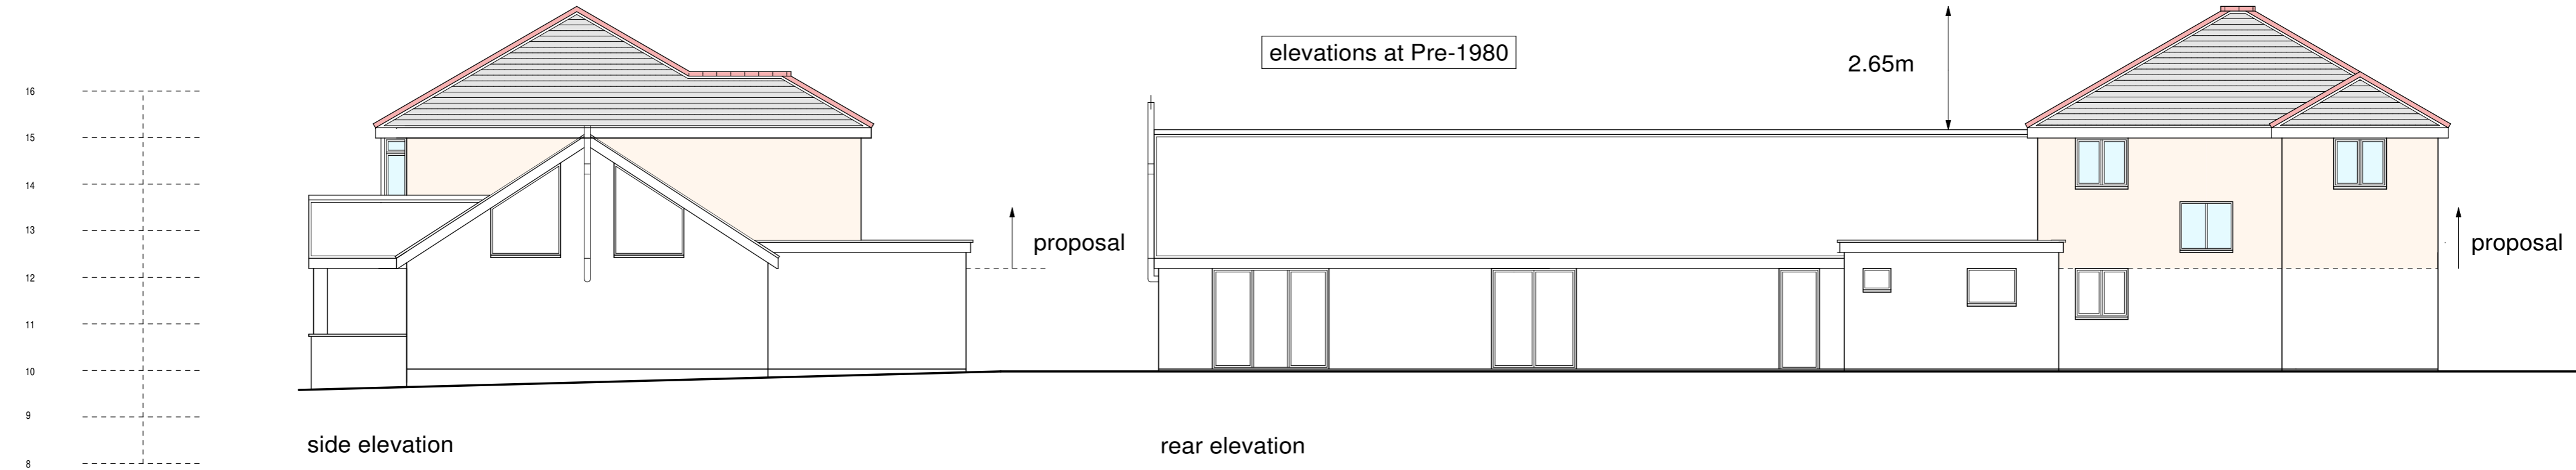 elevations at Pre-1980
2.65m
16
15
14
13
12
11
10
9
8
proposal
proposal
side elevation
rear elevation